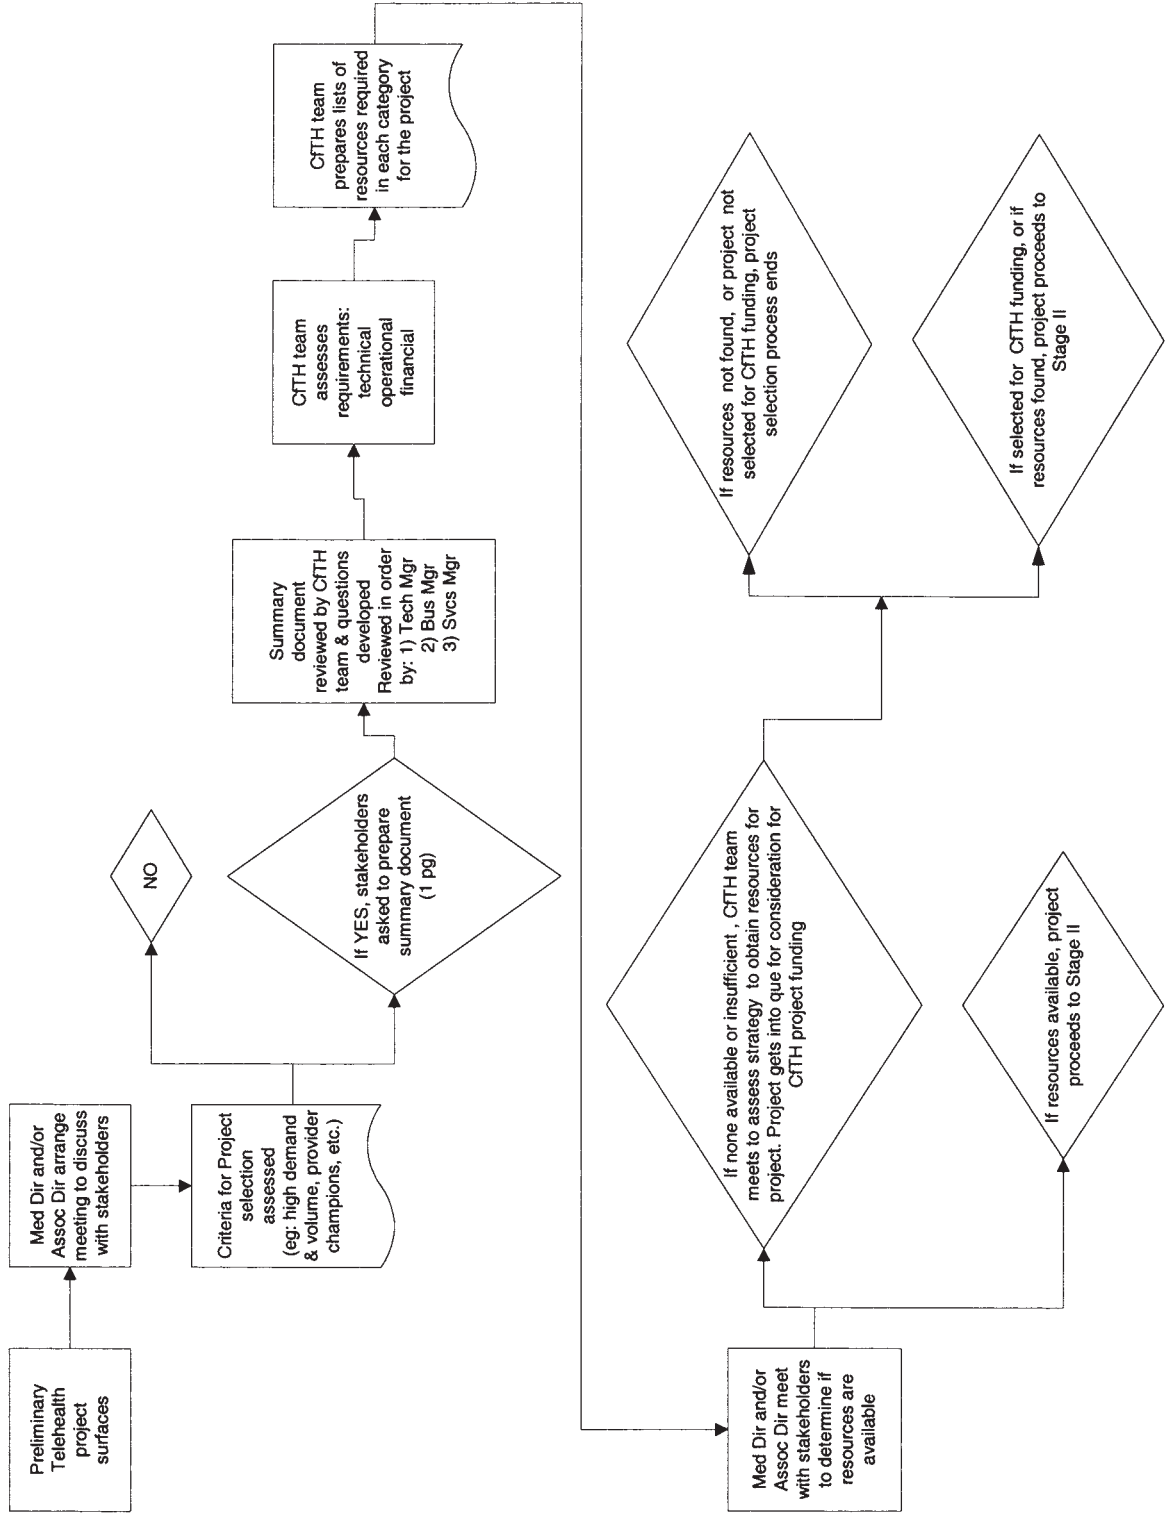 Preliminary
Telehealth
project
surfaces
Med Dir and/or
Assoc Dir arrange
meeting to discuss
with stakeholders
Criteria for Project
selection
assessed
(eg: high demand
& volume, provider
champions, etc.)
NO
If YES, stakeholders
asked to prepare
summary document
(1 pg)
Summary
document
reviewed by CfTH
team & questions
developed
Reviewed in order
by: 1) Tech Mgr
2) Bus Mgr
3) Svcs Mgr
CfTH team
assesses
requirements:
technical
operational
financial
CfTH team
prepares lists of
resources required
in each category
for the project
Med Dir and/or
Assoc Dir meet
with stakeholders
to determine if
resources are
available
If none available or insufficient , CfTH team
meets to assess strategy to obtain resources for
project. Project gets into que for consideration for
CfTH project funding
If resources available, project
proceeds to Stage II
If resources not found, or project not
selected for CfTH funding, project
selection process ends
If selected for CfTH funding, or if
resources found, project proceeds to
Stage II